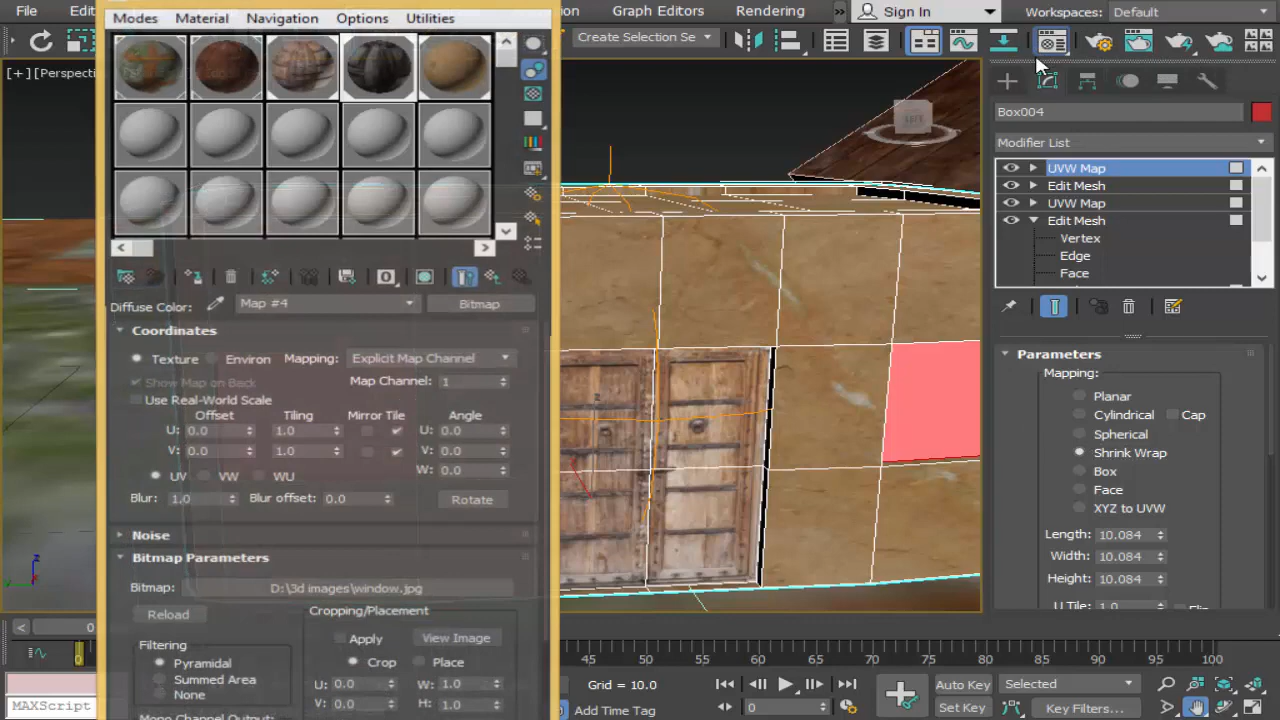 File Ed ion Graph Editors Rendering Sign In Workspaces: Default
Modes Material Navigation Options Utilities
Create Selection Se
[+] [Perspecti
Box004
Modifier List
UVW Map
Edit Mesh
UVW Map
Edit Mesh
Vertex
Edge
Face
Diffuse Color: Map #4 Bitmap
Coordinates
Texture Environ Mapping: Explicit Map Channel
Show Map on Back Map Channel: 1
Use Real-World Scale
Offset Tiling Mirror Tile Angle
U: 0.0 1.0 U: 0.0
V: 0.0 1.0 V: 0.0
W: 0.0
UV VW WU
Blur: 1.0 Blur offset: 0.0 Rotate
Noise
Bitmap Parameters
Bitmap: D:\3d images\window.jpg
Reload
Cropping/Placement
Apply View Image
Crop Place
U: 0.0 W: 1.0
V: 0.0 H: 1.0
Filtering
Pyramidal
Summed Area
None
Mono Channel Output:
Parameters
Mapping:
Planar
Cylindrical Cap
Spherical
Shrink Wrap
Box
Face
XYZ to UVW
Length: 10.084
Width: 10.084
Height: 10.084
U Tile: 1.0 Flip
0
0
45 50 55 60 65 70 75 80 85 90 95 100
Grid = 10.0
Add Time Tag
0
Auto Key Selected
Set Key Key Filters...
MAXScript